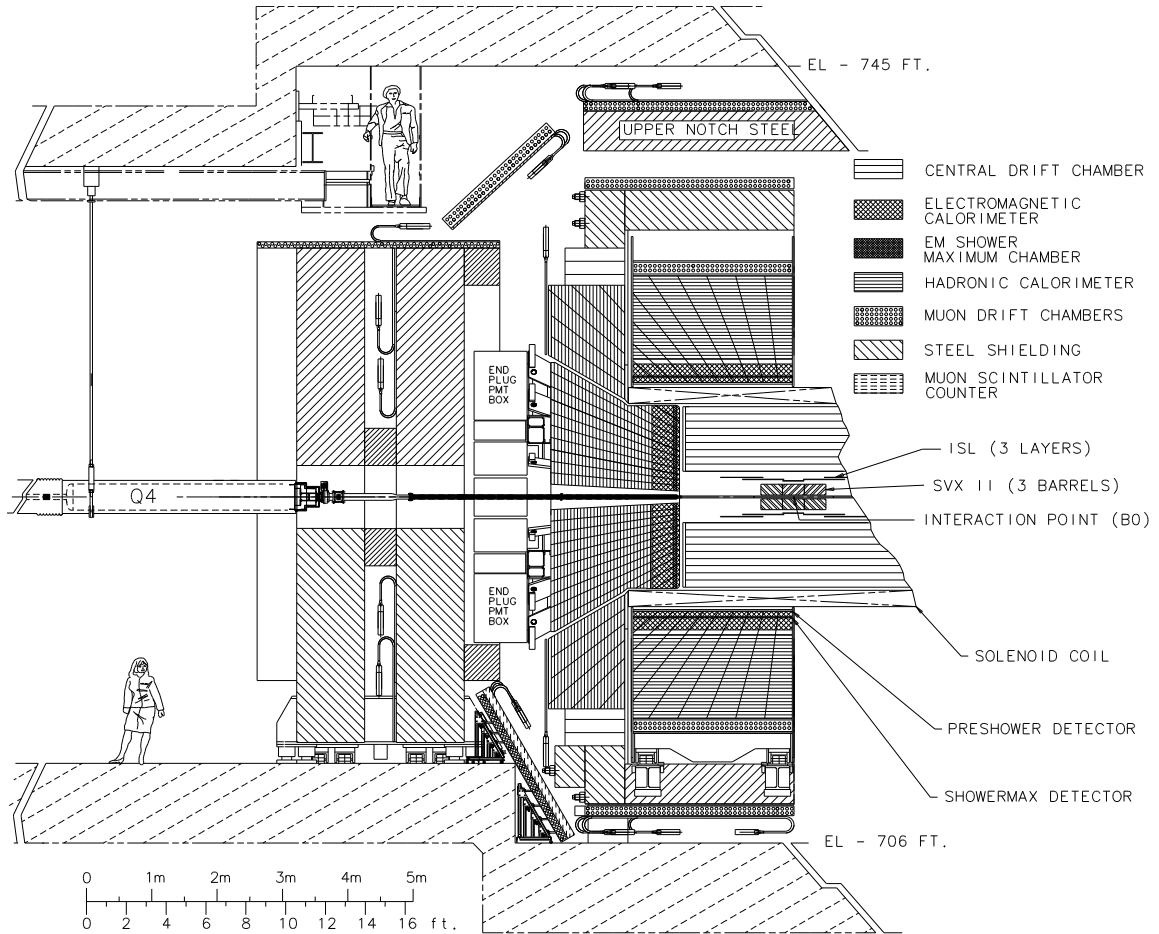 EL - 745 FT.
UPPER NOTCH STEEL
CENTRAL DRIFT CHAMBER
ELECTROMAGNETIC
CALORIMETER
EM SHOWER
MAXIMUM CHAMBER
HADRONIC CALORIMETER
MUON DRIFT CHAMBERS
STEEL SHIELDING
MUON SCINTILLATOR
COUNTER
END
PLUG
PMT
BOX
ISL (3 LAYERS)
Q4
SVX II (3 BARRELS)
INTERACTION POINT (B0)
END
PLUG
PMT
BOX
SOLENOID COIL
PRESHOWER DETECTOR
SHOWERMAX DETECTOR
EL - 706 FT.
0 1m 2m 3m 4m 5m
0 2 4 6 8 10 12 14 16 ft.